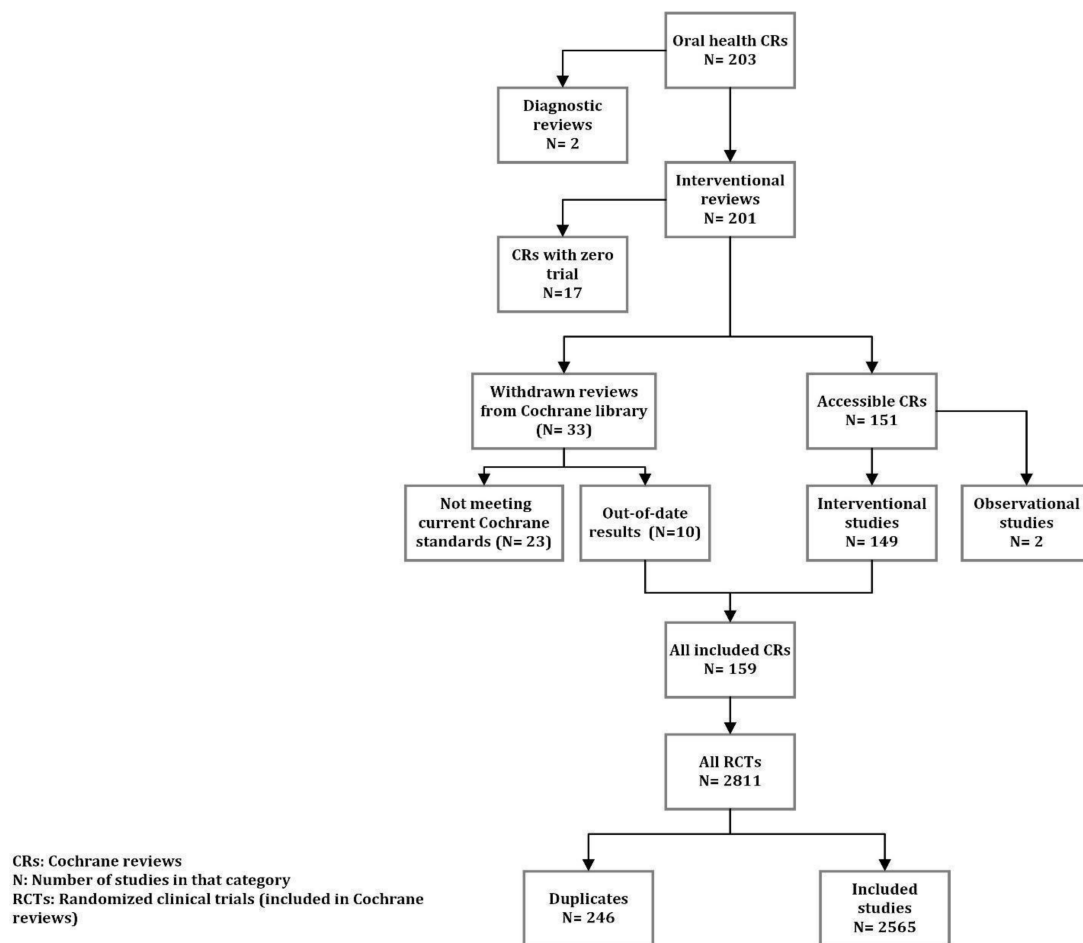 Oral health CRs
N= 203
Diagnostic
reviews
N= 2
Interventional
reviews
N= 201
CRs with zero
trial
N=17
Withdrawn reviews
from Cochrane library
(N= 33)
Accessible CRs
N= 151
Not meeting
current Cochrane
standards (N= 23)
Out-of-date
results (N=10)
Interventional
studies
N= 149
Observational
studies
N= 2
All included CRs
N= 159
All RCTs
N= 2811
Duplicates
N= 246
Included
studies
N= 2565
CRs: Cochrane reviews
N: Number of studies in that category
RCTs: Randomized clinical trials (included in Cochrane
reviews)